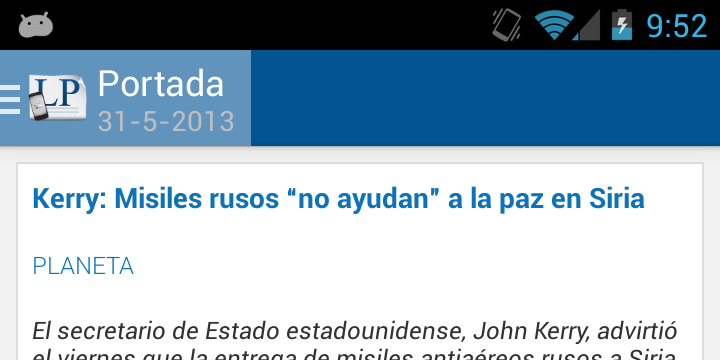 9:52
LP
Portada
31-5-2013
Kerry: Misiles rusos “no ayudan” a la paz en Siria
PLANETA
El secretario de Estado estadounidense, John Kerry, advirtió
el viernes que la entrega de misiles antiaéreos rusos a Siria